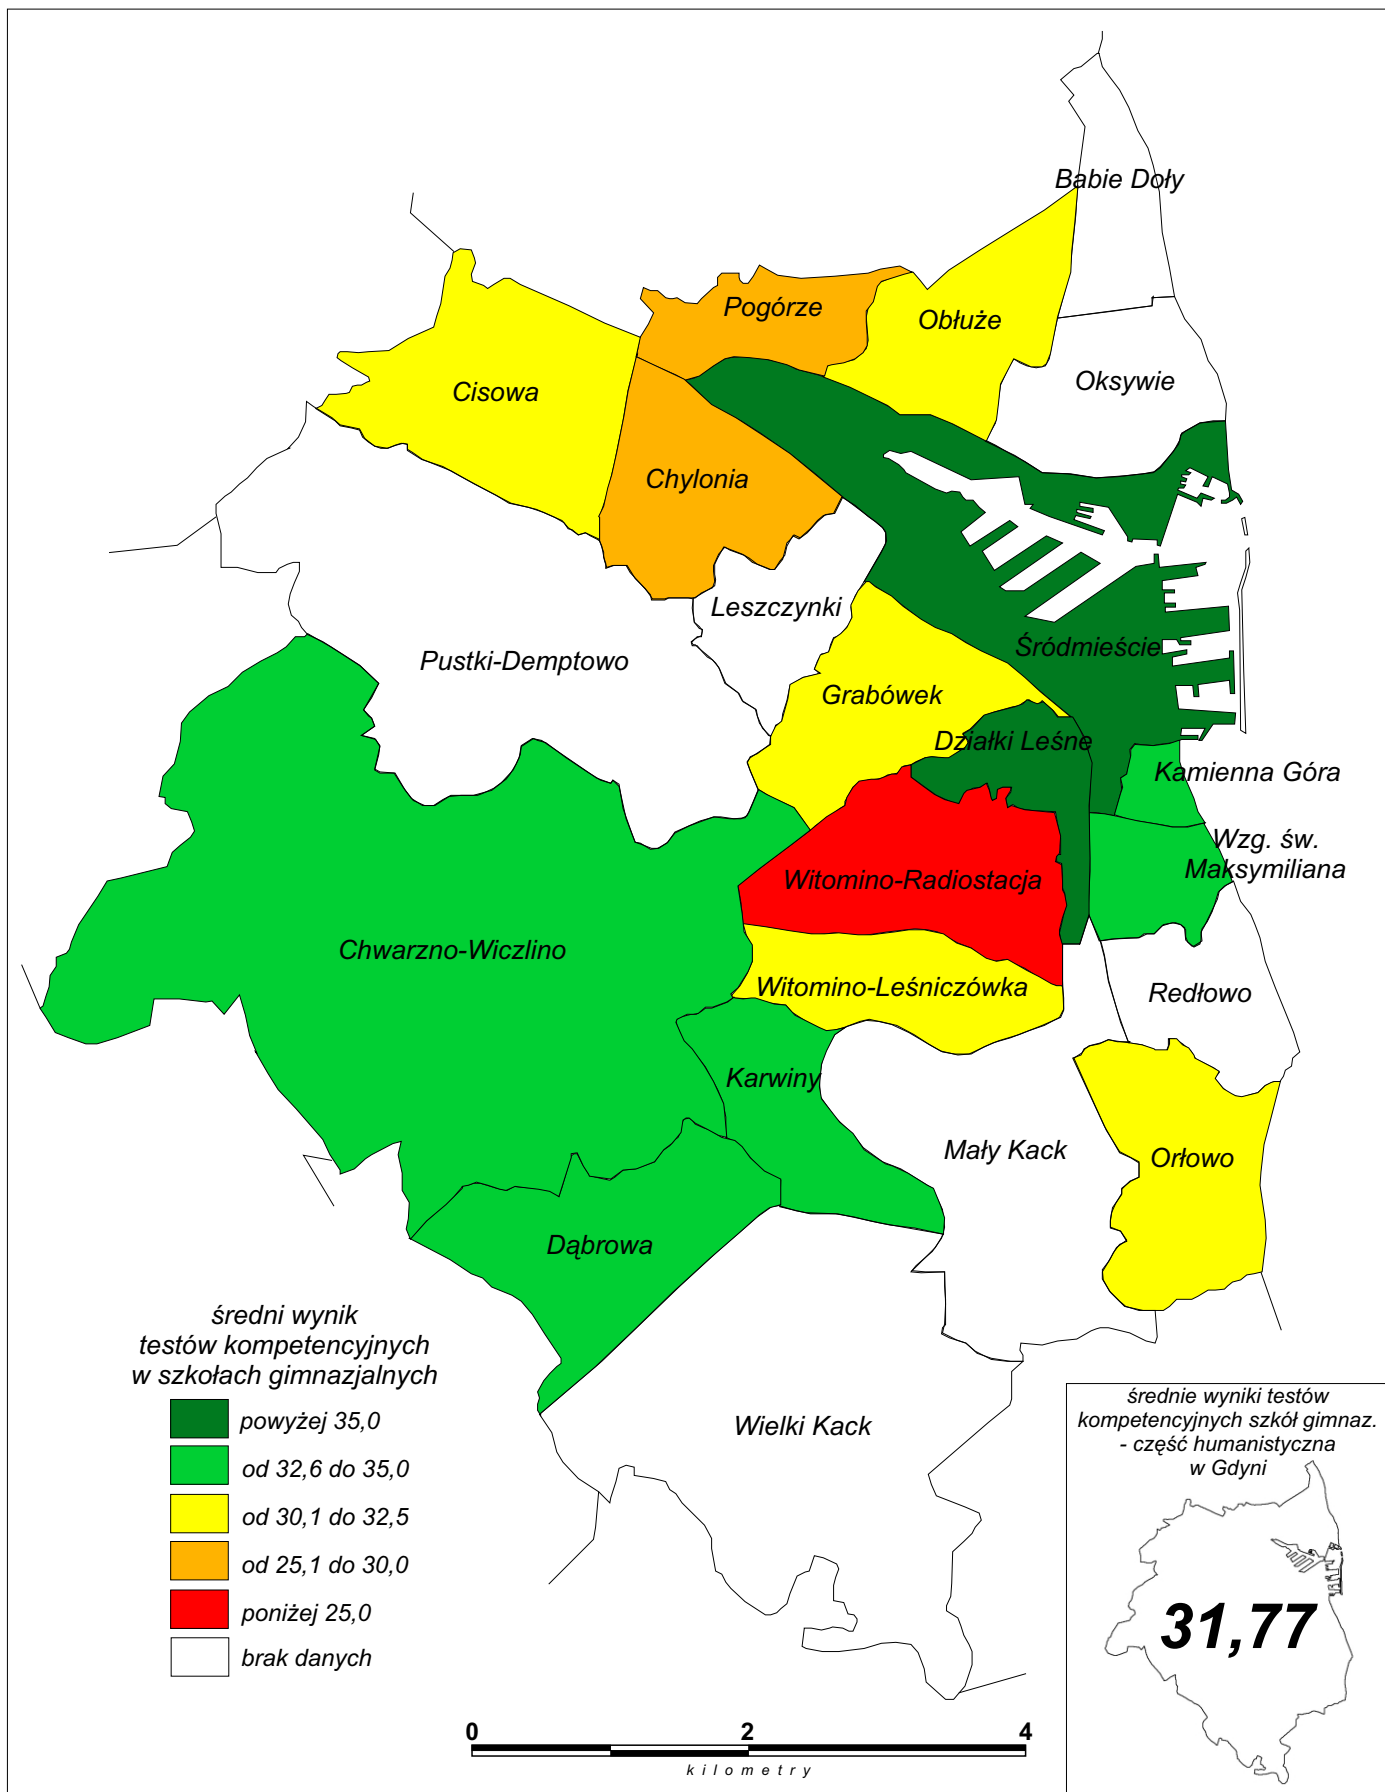 Babie Doły
Pogórze
Obłuże
Oksywie
Cisowa
Chylonia
Leszczynki
Śródmieście
Pustki-Demptowo
Grabówek
Działki Leśne
Kamienna Góra
Wzg. św.
Maksymiliana
Witomino-Radiostacja
Chwarzno-Wiczlino
Witomino-Leśniczówka
Redłowo
Karwiny
Mały Kack
Orłowo
Dąbrowa
Wielki Kack
średni wynik
testów kompetencyjnych
w szkołach gimnazjalnych
powyżej 35,0
od 32,6 do 35,0
od 30,1 do 32,5
od 25,1 do 30,0
poniżej 25,0
brak danych
średnie wyniki testów
kompetencyjnych szkół gimnaz.
- część humanistyczna
w Gdyni
31,77
0 2 4
kilometry